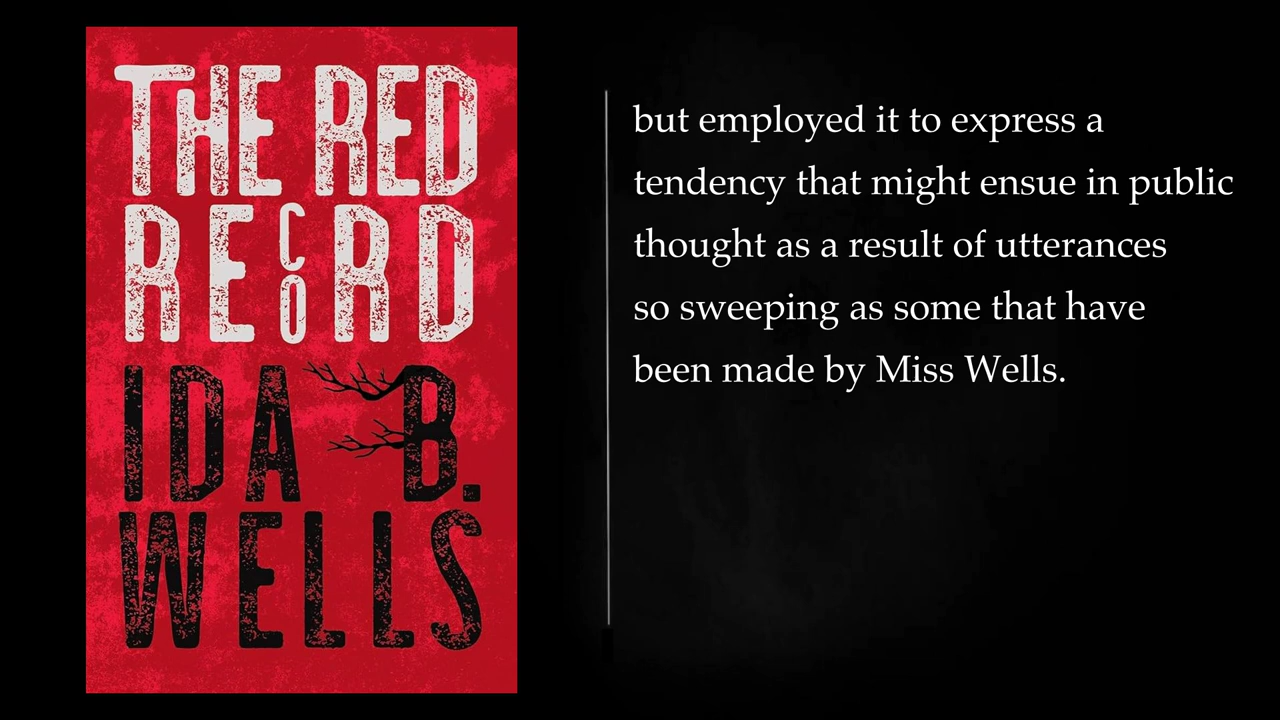 THE RED
RECORD
IDA B.
WELLS
but employed it to express a
tendency that might ensue in public
thought as a result of utterances
so sweeping as some that have
been made by Miss Wells.